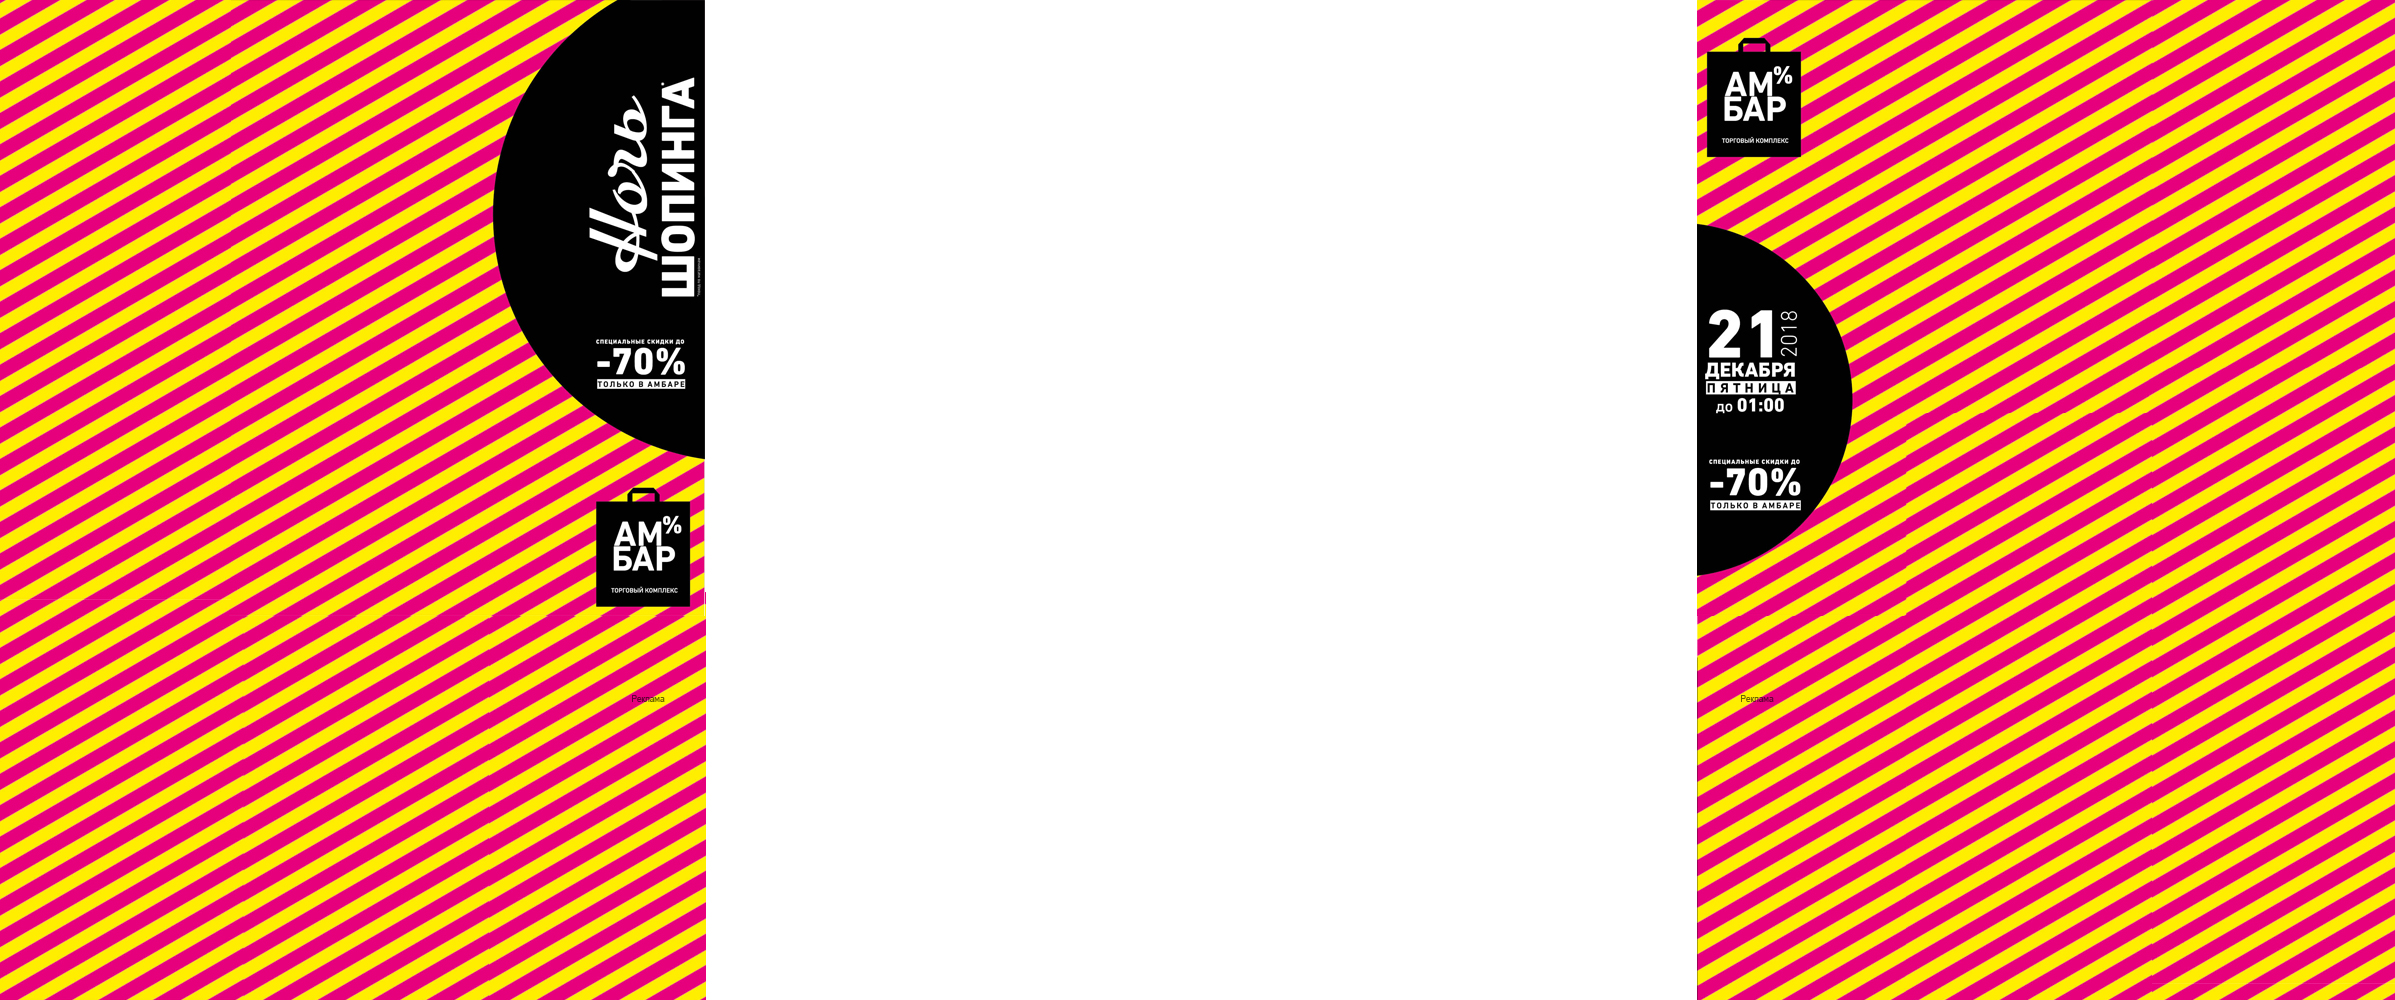 Ночь
ШОПИНГА*
СПЕЦИАЛЬНЫЕ СКИДКИ ДО
-70%
ТОЛЬКО В АМБАРЕ
АМ%
БАР
ТОРГОВЫЙ КОМПЛЕКС
Реклама
АМ%
БАР
ТОРГОВЫЙ КОМПЛЕКС
21
2018
ДЕКАБРЯ
ПЯТНИЦА
до 01:00
СПЕЦИАЛЬНЫЕ СКИДКИ ДО
-70%
ТОЛЬКО В АМБАРЕ
Реклама